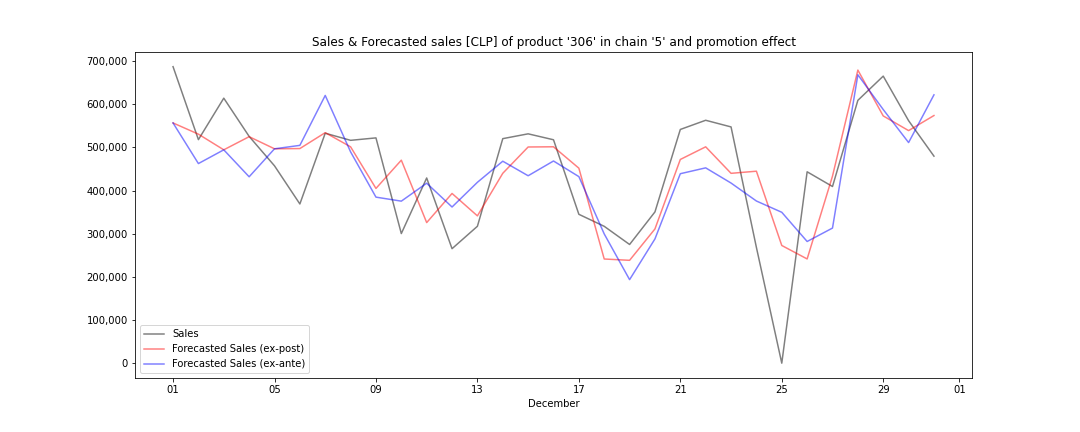 Sales & Forecasted sales [CLP] of product '306' in chain '5' and promotion effect
700,000
600,000
500,000
400,000
300,000
200,000
100,000
0
Sales
Forecasted Sales (ex-post)
Forecasted Sales (ex-ante)
01 05 09 13 17 21 25 29 01
December